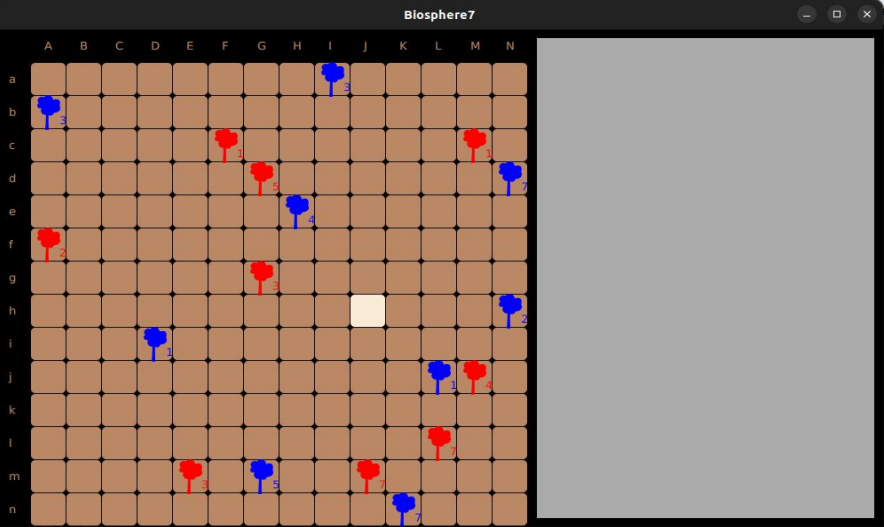 Biosphere7
A B C D E F G H I J K L M N
a 3
b 3
c 1 1
d 5 7
e 4
f 2
g 3
h 2
i 1
j 1 4
k
l 7
m 3 5 7
n 7